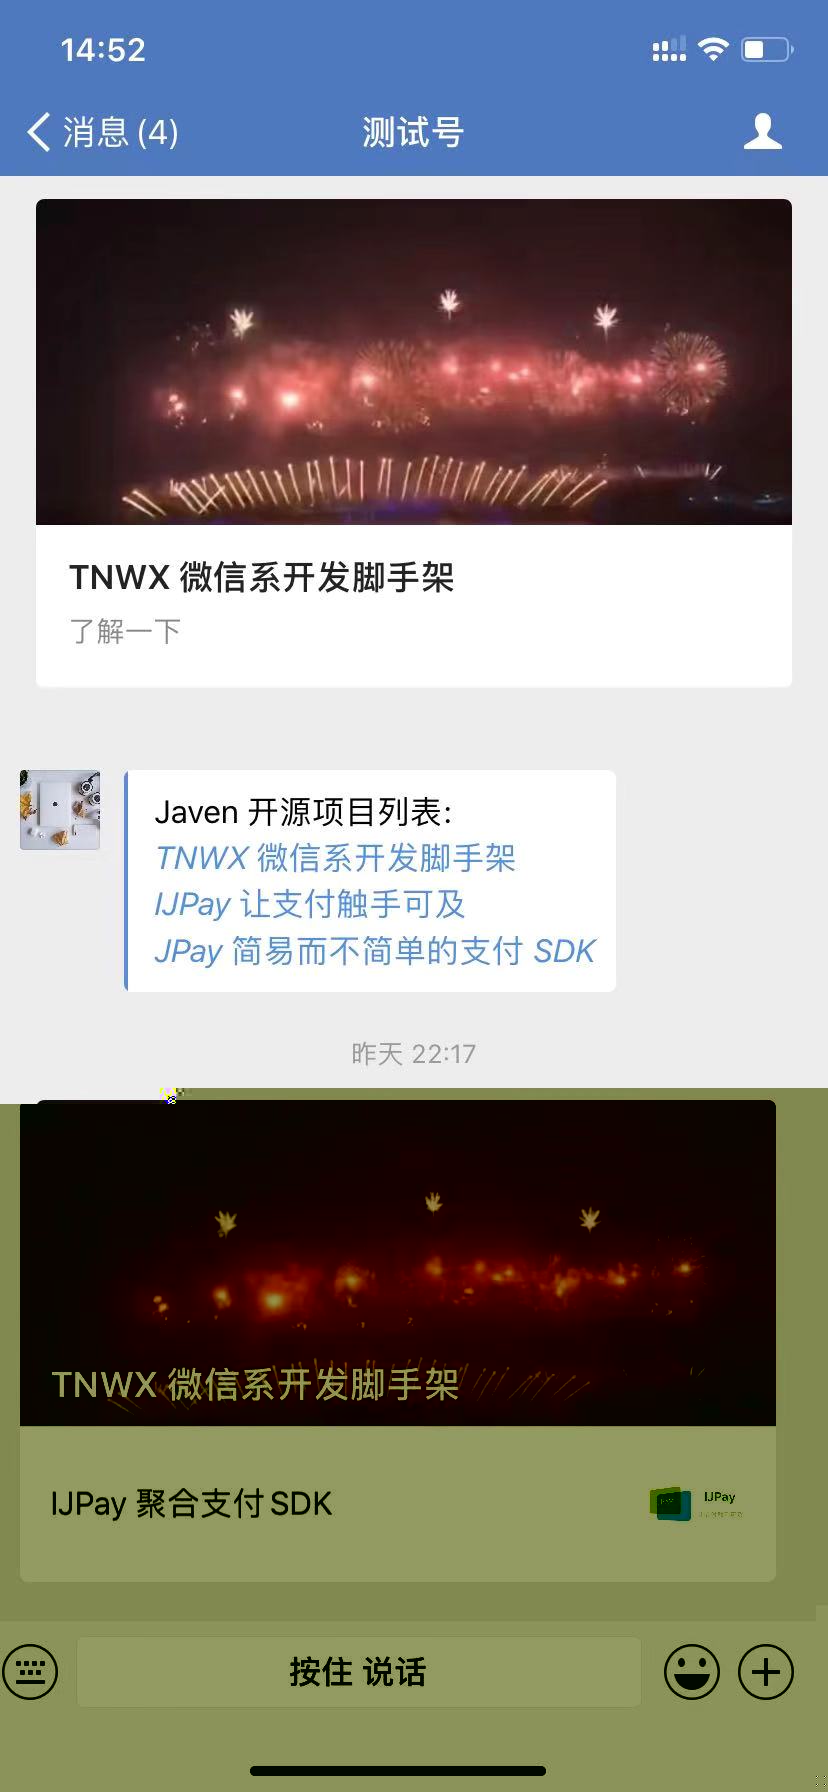 14:52
消息 (4)
测试号
TNWX 微信系开发脚手架
了解一下
Javen 开源项目列表:
TNWX 微信系开发脚手架
IJPay 让支付触手可及
JPay 简易而不简单的支付 SDK
昨天 22:17
TNWX 微信系开发脚手架
IJPay 聚合支付 SDK
IJPay
按住 说话